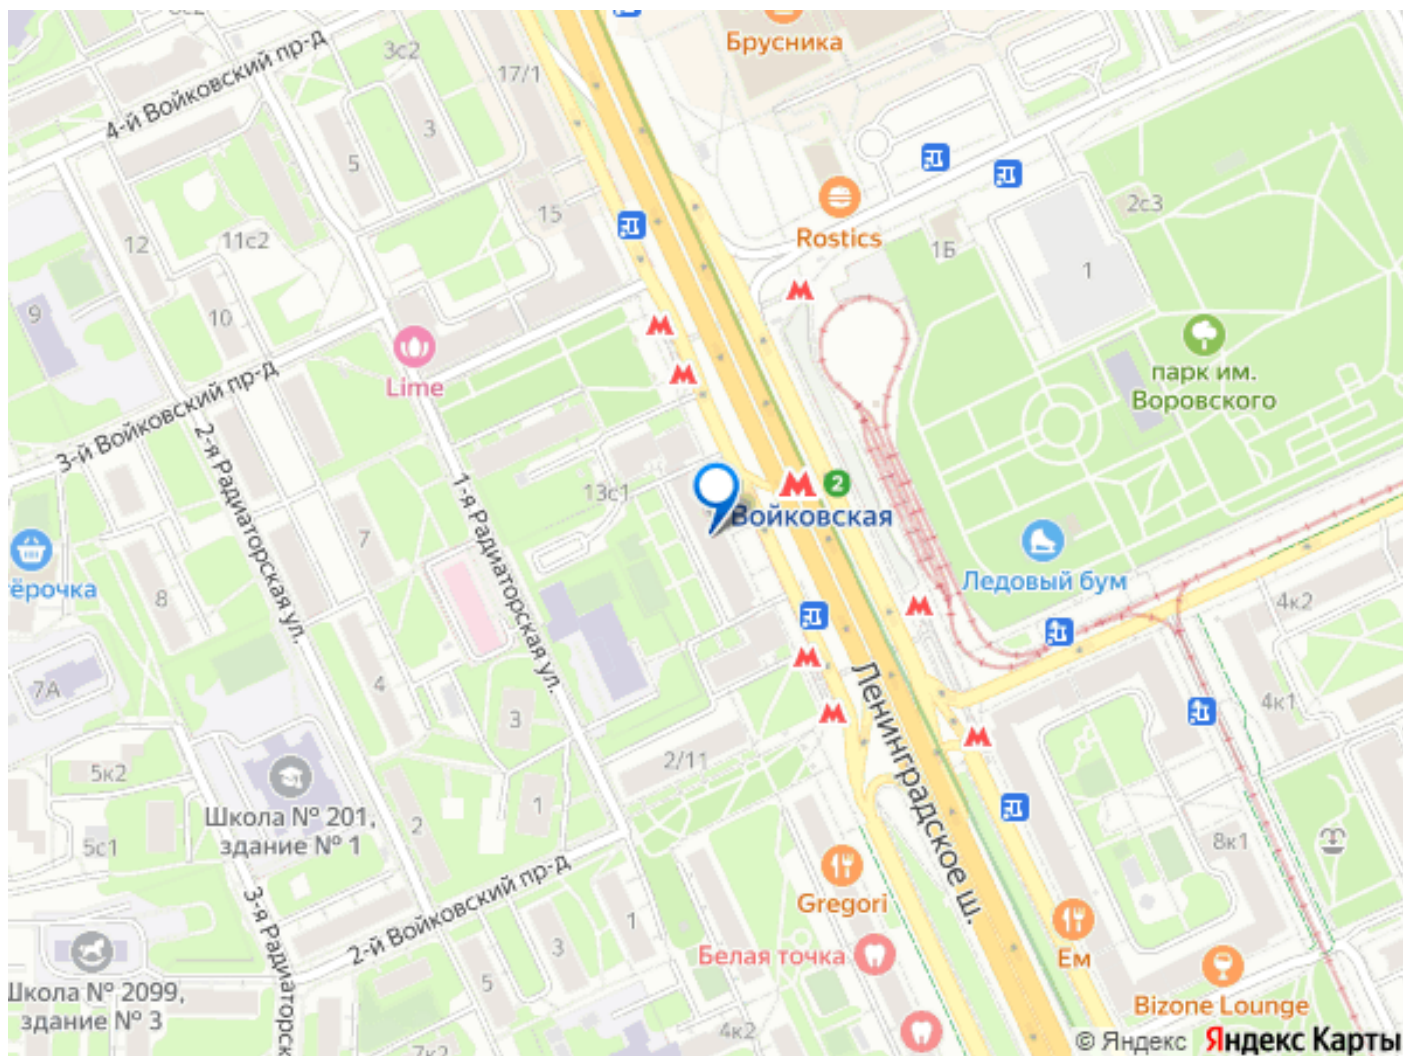 Брусника
3с2
17/1
4-й Войковский пр-д
3
5
2с3
15
12
11с2
Rostics
1Б
1
9
10
парк им.
Воровского
Lime
3-й Войковский пр-д
2-я Радиаторская ул.
1-я Радиаторская ул.
13с1
2
Войковская
7
Ледовый бум
ёрочка
8
4к2
7А
4
3
4к1
Ленинградское ш.
2/11
5к2
1
Школа № 201,
здание № 1
2
5с1
8к1
2-й Войковский пр-д
Gregori
3-я Радиаторск
1
3
Белая точка
Ем
5
Школа № 2099,
здание № 3
Bizone Lounge
4к2
7к2
© Яндекс Яндекс Карты